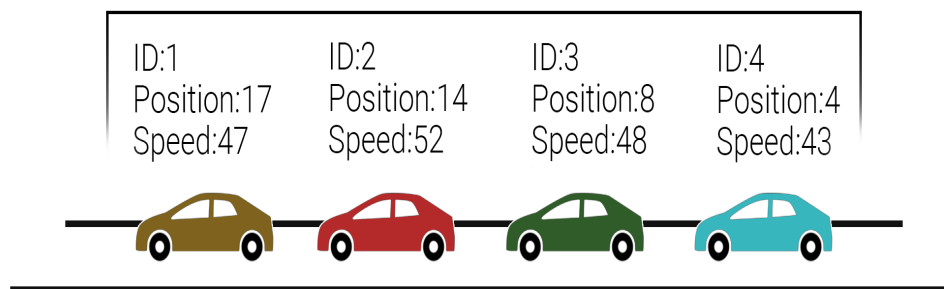 ID:1
Position:17
Speed:47
ID:2
Position:14
Speed:52
ID:3
Position:8
Speed:48
ID:4
Position:4
Speed:43